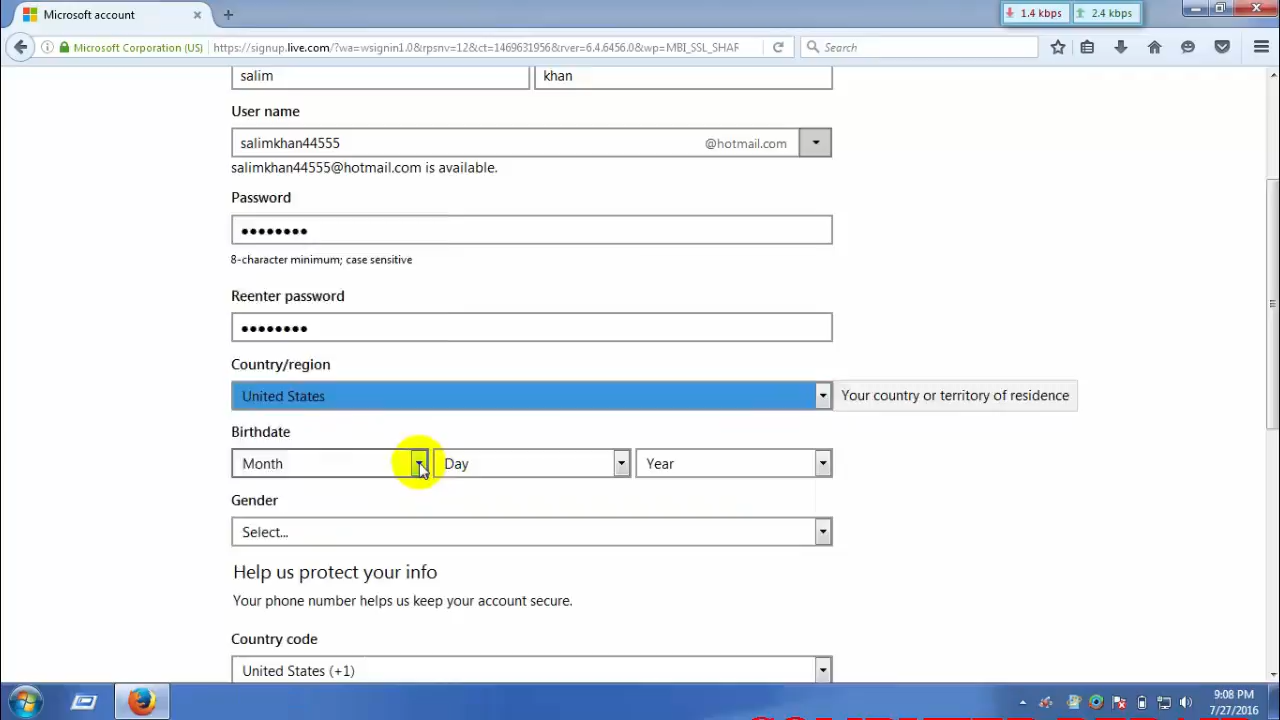 Microsoft account
1.4 kbps
2.4 kbps
Microsoft Corporation (US)
https://signup.live.com/?wa=wsignin1.0&rpsnv=12&ct=1469631956&rver=6.4.6456.0&wp=MBI_SSL_SHAR
Search
salim
khan
User name
salimkhan44555
@hotmail.com
salimkhan44555@hotmail.com is available.
Password
●●●●●●●●
8-character minimum; case sensitive
Reenter password
●●●●●●●●
Country/region
United States
Your country or territory of residence
Birthdate
Month
Day
Year
Gender
Select...
Help us protect your info
Your phone number helps us keep your account secure.
Country code
United States (+1)
9:08 PM
7/27/2016